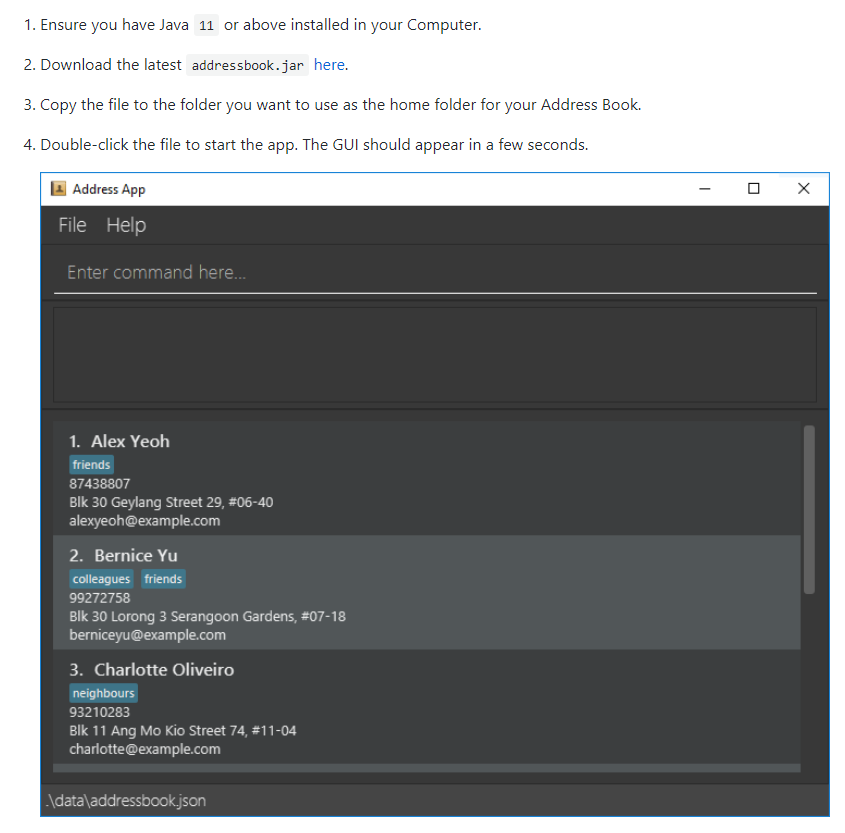 1. Ensure you have Java 11 or above installed in your Computer.
2. Download the latest addressbook.jar here.
3. Copy the file to the folder you want to use as the home folder for your Address Book.
4. Double-click the file to start the app. The GUI should appear in a few seconds.
Address App
File Help
Enter command here...
1. Alex Yeoh
friends
87438807
Blk 30 Geylang Street 29, #06-40
alexyeoh@example.com
2. Bernice Yu
colleagues friends
99272758
Blk 30 Lorong 3 Serangoon Gardens, #07-18
berniceyu@example.com
3. Charlotte Oliveiro
neighbours
93210283
Blk 11 Ang Mo Kio Street 74, #11-04
charlotte@example.com
.\data\addressbook.json